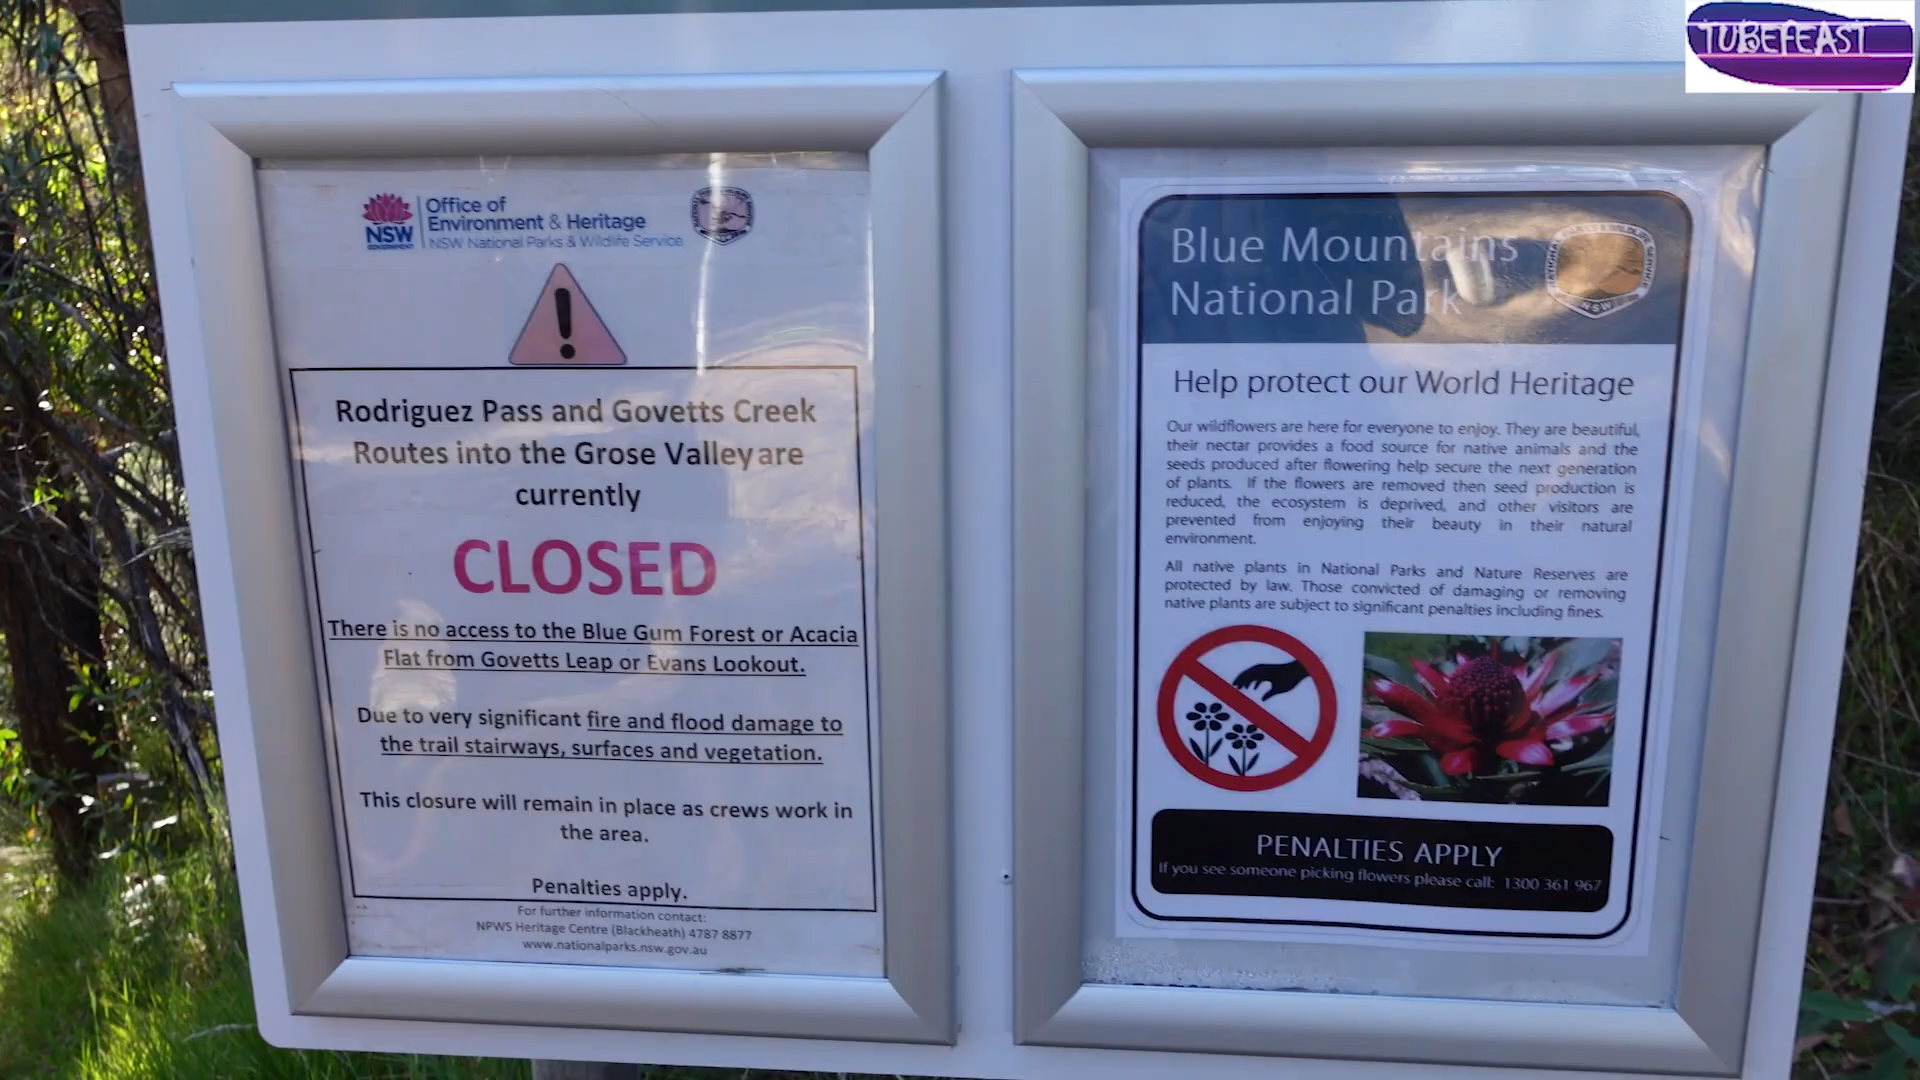 TUBEFEAST
NSW
GOVERNMENT
Office of
Environment & Heritage
NSW National Parks & Wildlife Service
Rodriguez Pass and Govetts Creek
Routes into the Grose Valley are
currently
CLOSED
There is no access to the Blue Gum Forest or Acacia
Flat from Govetts Leap or Evans Lookout.
Due to very significant fire and flood damage to
the trail stairways, surfaces and vegetation.
This closure will remain in place as crews work in
the area.
Penalties apply.
For further information contact:
NPWS Heritage Centre (Blackheath) 4787 8877
www.nationalparks.nsw.gov.au
Blue Mountains
National Park
NATIONAL PARKS & WILDLIFE SERVICE
NSW
Help protect our World Heritage
Our wildflowers are here for everyone to enjoy. They are beautiful,
their nectar provides a food source for native animals and the
seeds produced after flowering help secure the next generation
of plants. If the flowers are removed then seed production is
reduced, the ecosystem is deprived, and other visitors are
prevented from enjoying their beauty in their natural
environment.
All native plants in National Parks and Nature Reserves are
protected by law. Those convicted of damaging or removing
native plants are subject to significant penalties including fines.
PENALTIES APPLY
If you see someone picking flowers please call: 1300 361 967